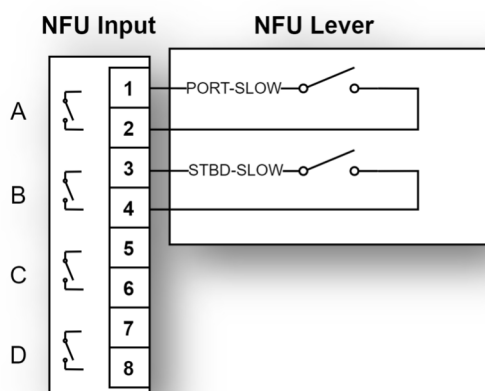 NFU Input NFU Lever
A
1 PORT-SLOW
2
B
3 STBD-SLOW
4
C
5
6
D
7
8